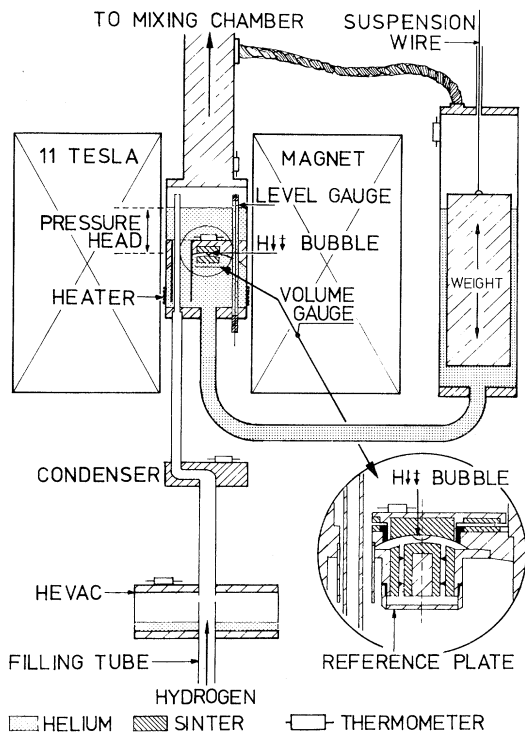 TO MIXING CHAMBER
SUSPENSION
WIRE
11 TESLA
MAGNET
LEVEL GAUGE
PRESSURE
HEAD
H↓‡ BUBBLE
HEATER
VOLUME
GAUGE
WEIGHT
CONDENSER
H↓‡ BUBBLE
HEVAC
FILLING TUBE
REFERENCE PLATE
HYDROGEN
HELIUM
SINTER
THERMOMETER